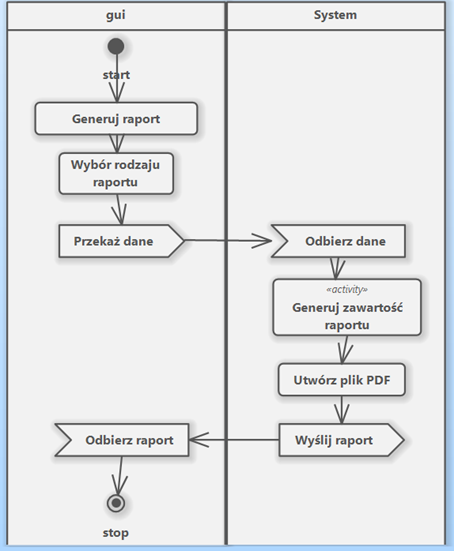 gui
System
start
Generuj raport
Wybór rodzaju
raportu
Przekaż dane
Odbierz dane
«activity»
Generuj zawartość
raportu
Utwórz plik PDF
Wyślij raport
Odbierz raport
stop